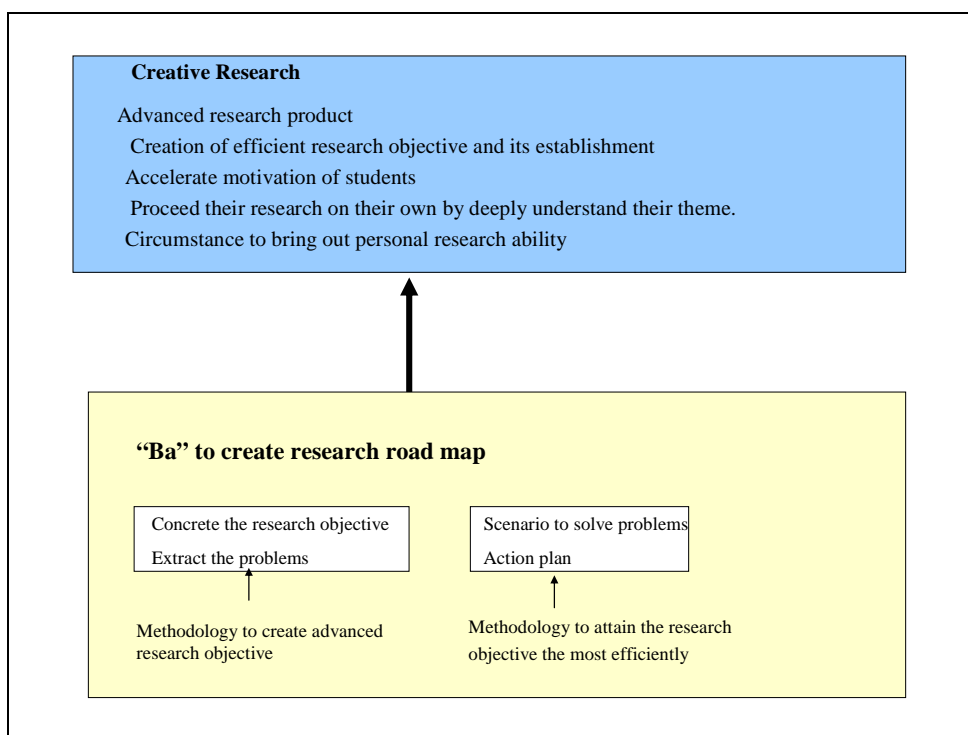 Creative Research
Advanced research product
Creation of efficient research objective and its establishment
Accelerate motivation of students
Proceed their research on their own by deeply understand their theme.
Circumstance to bring out personal research ability
“Ba” to create research road map
Concrete the research objective
Extract the problems
Methodology to create advanced
research objective
Scenario to solve problems
Action plan
Methodology to attain the research
objective the most efficiently